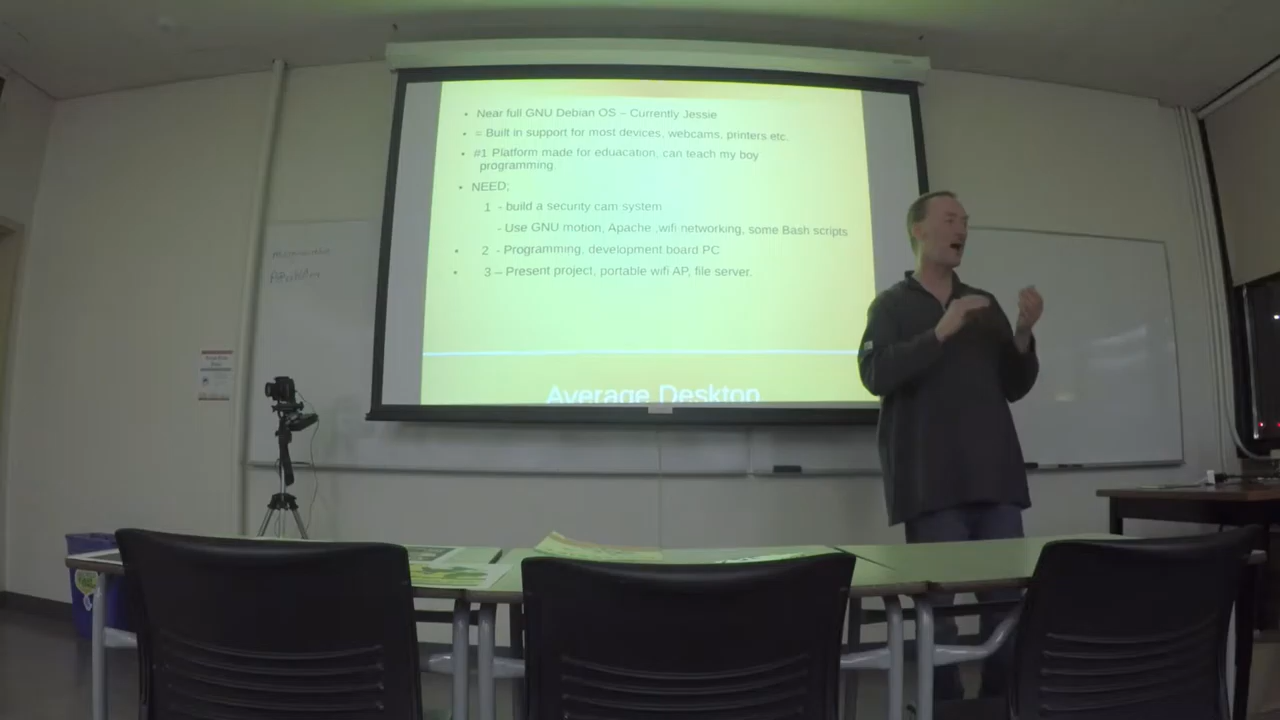 • Near full GNU Debian OS – Currently Jessie
• = Built in support for most devices, webcams, printers etc.
• #1 Platform made for eduacation, can teach my boy
programming
• NEED;
1 - build a security cam system
- Use GNU motion, Apache ,wifi networking, some Bash scripts
• 2 - Programming, development board PC
• 3 – Present project, portable wifi AP, file server.
Average Desktop